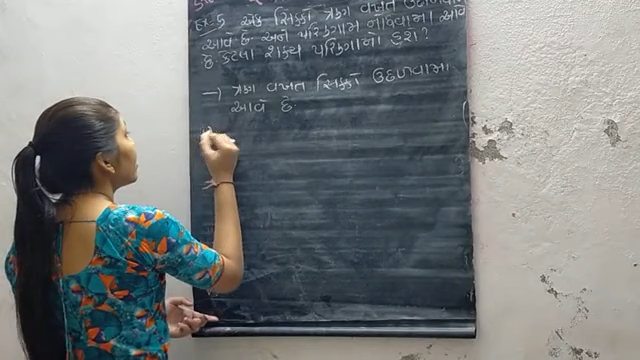 ઉદા-5 એક સિક્કો ત્રણ વખત ઉછાળવામાં
આવે છે. અને પરિણામ નોંધવામાં આવે
છે. કેટલા શક્ય પરિણામો હશે?
→ ત્રણ વખત સિક્કો ઉછાળવામાં
આવે છે.